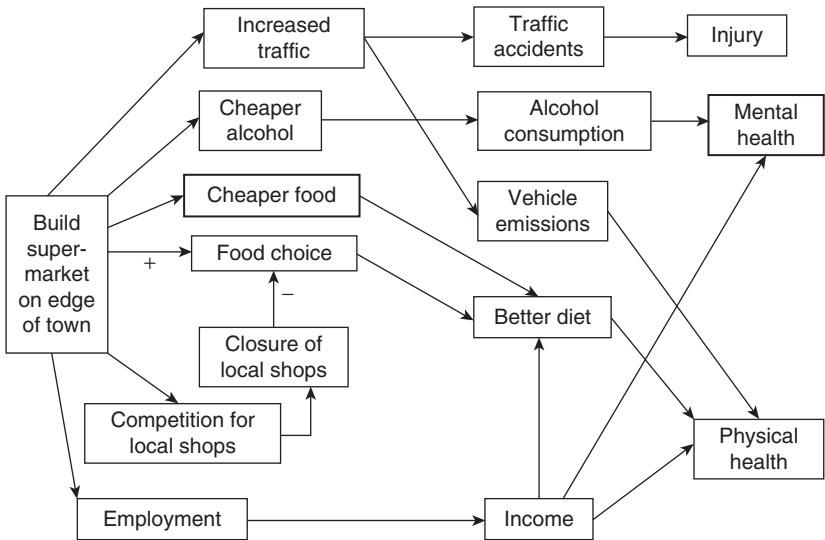 Increased
traffic
Traffic
accidents
Injury
Cheaper
alcohol
Alcohol
consumption
Mental
health
Cheaper food
Vehicle
emissions
Build
super-
market
on edge
of town
+
Food choice
–
Better diet
Closure of
local shops
Competition for
local shops
Physical
health
Employment
Income